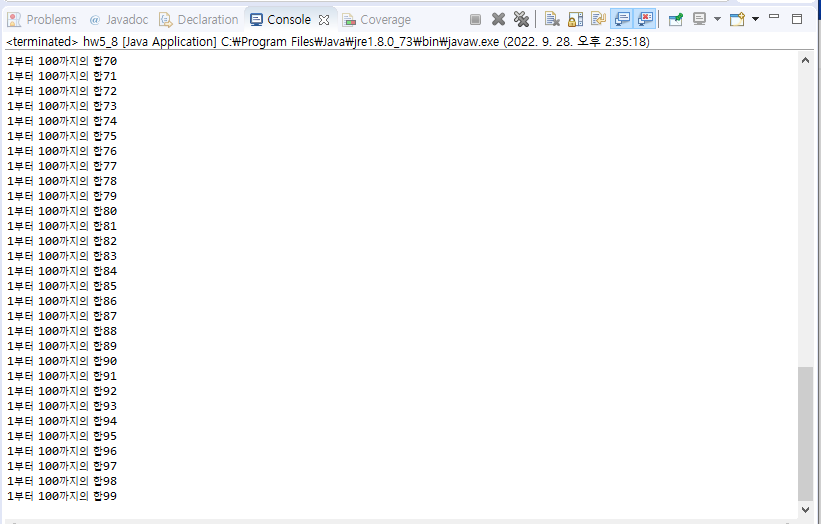 Problems @ Javadoc Declaration Console Coverage
<terminated> hw5_8 [Java Application] C:₩Program Files₩Java₩jre1.8.0_73₩bin₩javaw.exe (2022. 9. 28. 오후 2:35:18)
1부터 100까지의 합70
1부터 100까지의 합71
1부터 100까지의 합72
1부터 100까지의 합73
1부터 100까지의 합74
1부터 100까지의 합75
1부터 100까지의 합76
1부터 100까지의 합77
1부터 100까지의 합78
1부터 100까지의 합79
1부터 100까지의 합80
1부터 100까지의 합81
1부터 100까지의 합82
1부터 100까지의 합83
1부터 100까지의 합84
1부터 100까지의 합85
1부터 100까지의 합86
1부터 100까지의 합87
1부터 100까지의 합88
1부터 100까지의 합89
1부터 100까지의 합90
1부터 100까지의 합91
1부터 100까지의 합92
1부터 100까지의 합93
1부터 100까지의 합94
1부터 100까지의 합95
1부터 100까지의 합96
1부터 100까지의 합97
1부터 100까지의 합98
1부터 100까지의 합99